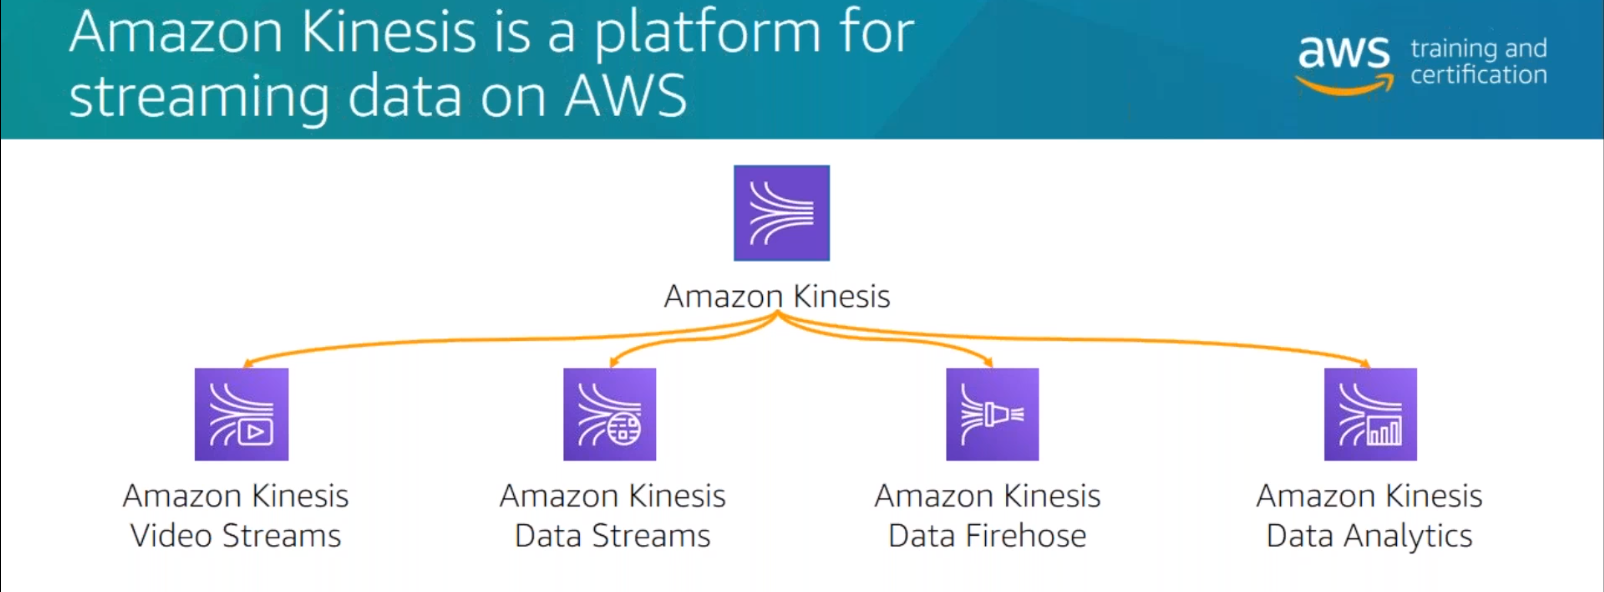 Amazon Kinesis is a platform for
streaming data on AWS
aws training and
certification
Amazon Kinesis
Amazon Kinesis
Video Streams
Amazon Kinesis
Data Streams
Amazon Kinesis
Data Firehose
Amazon Kinesis
Data Analytics